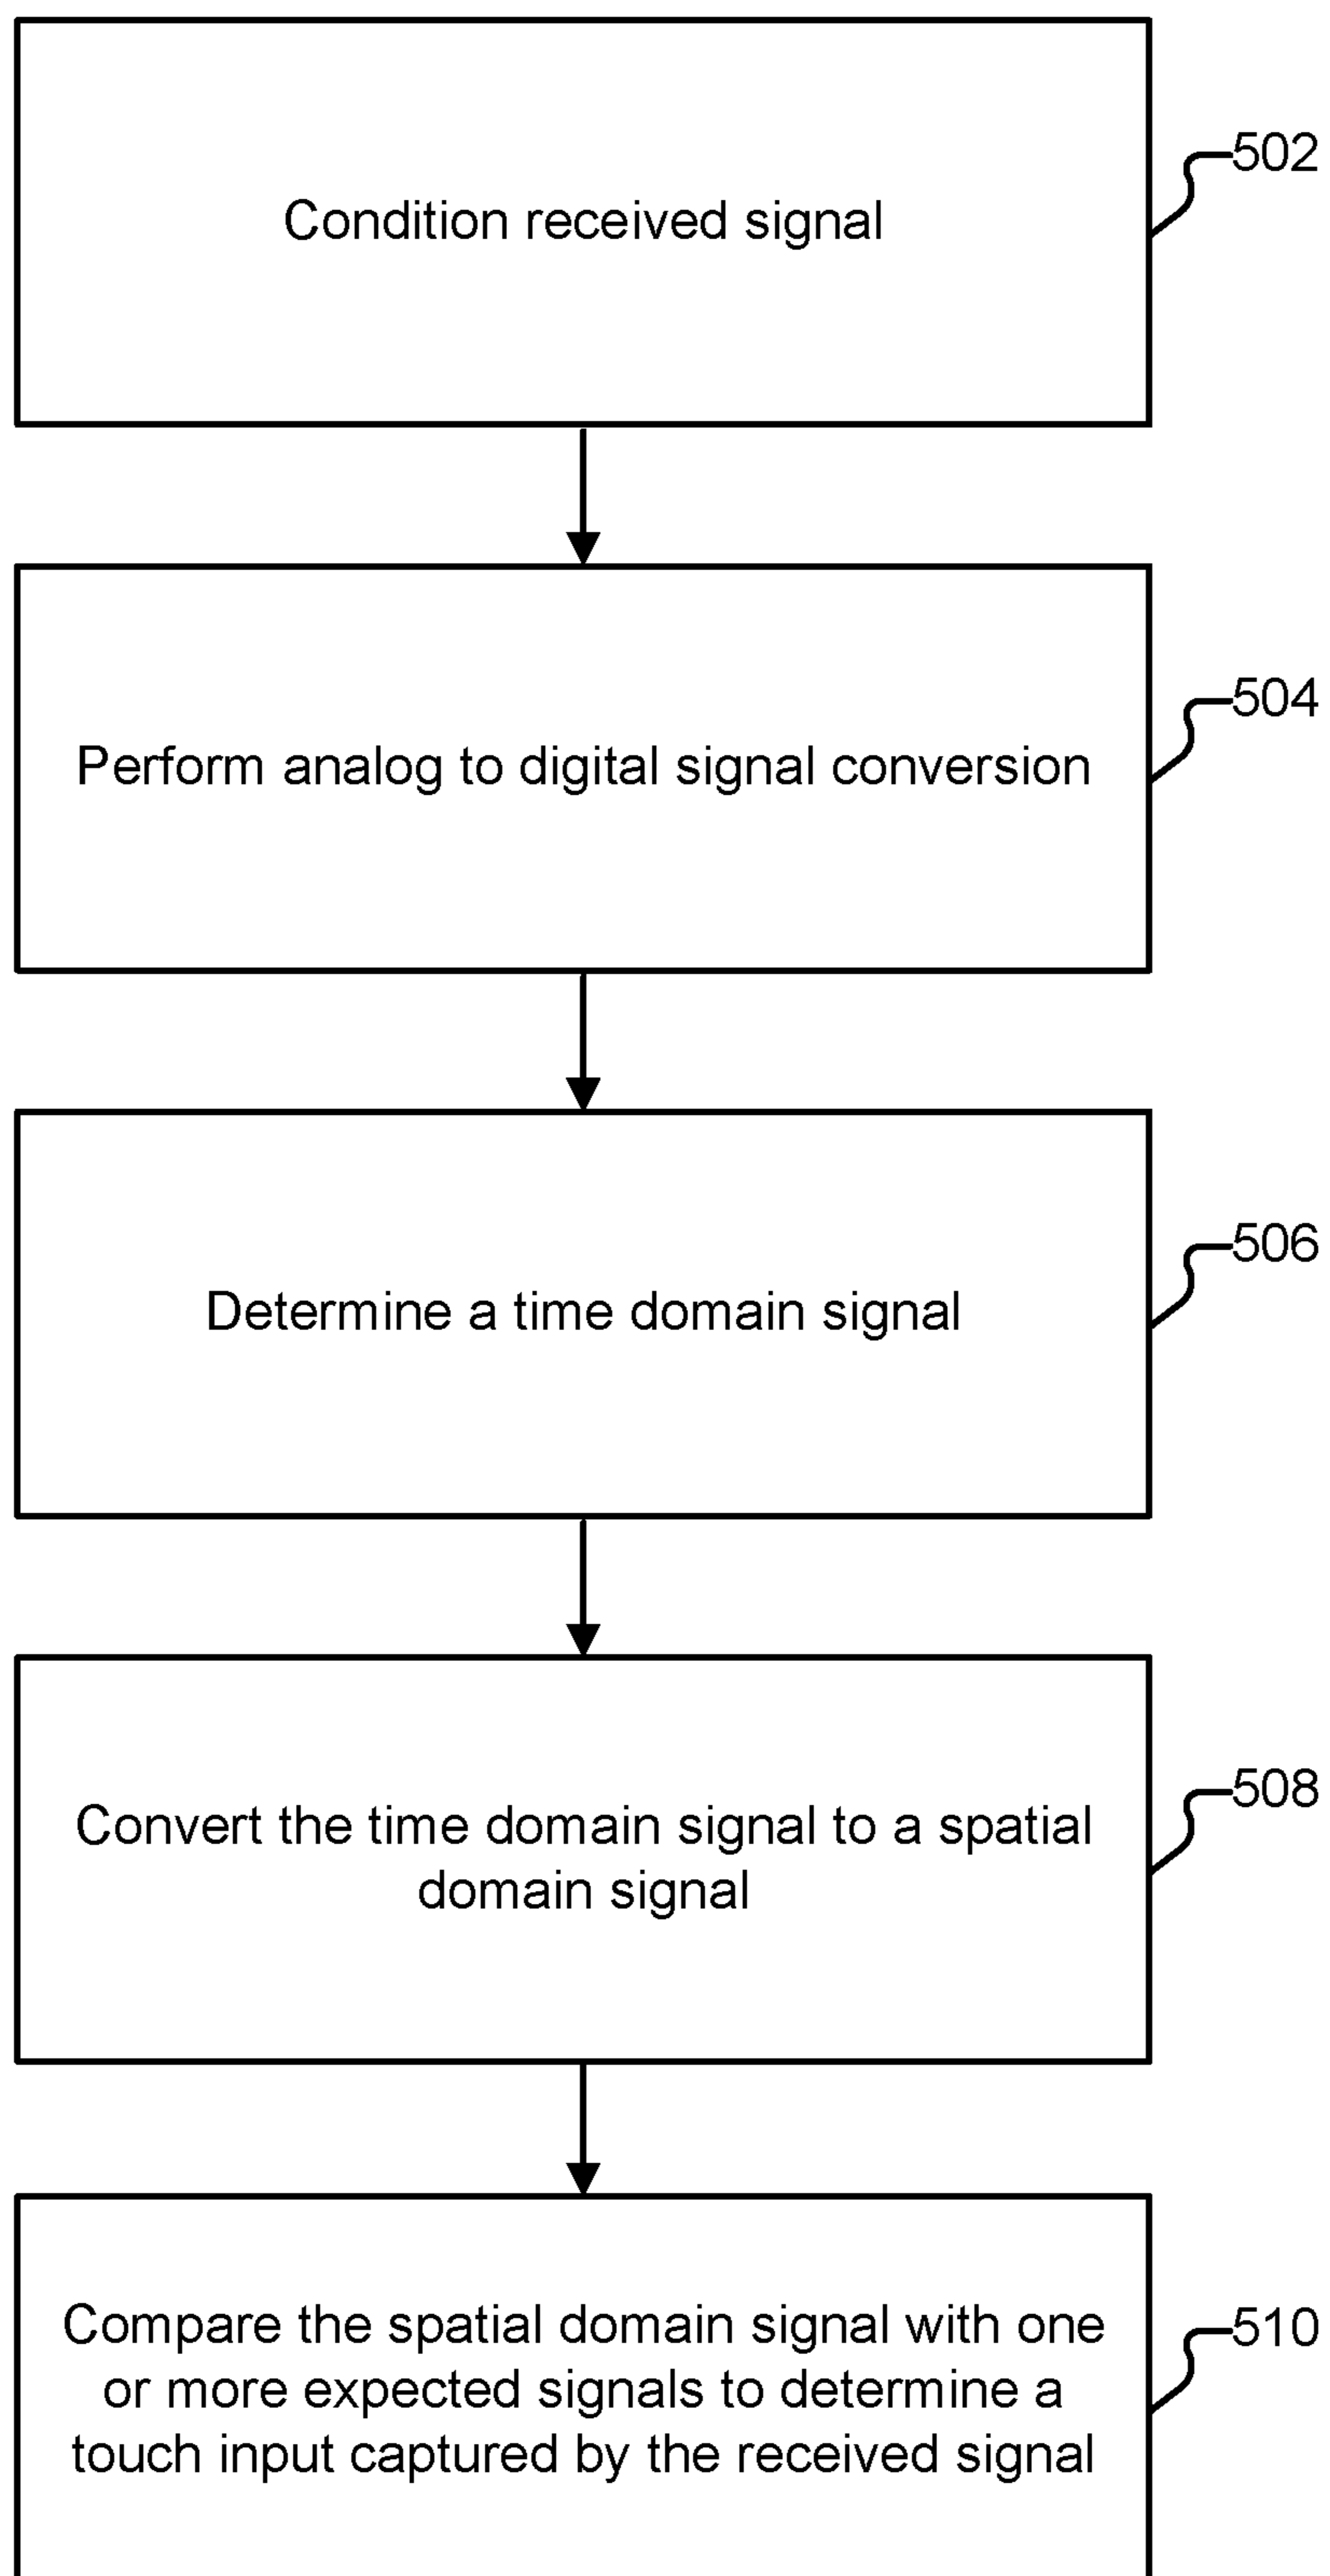 Condition received signal
502
Perform analog to digital signal conversion
504
Determine a time domain signal
506
Convert the time domain signal to a spatial
domain signal
508
Compare the spatial domain signal with one
or more expected signals to determine a
touch input captured by the received signal
510